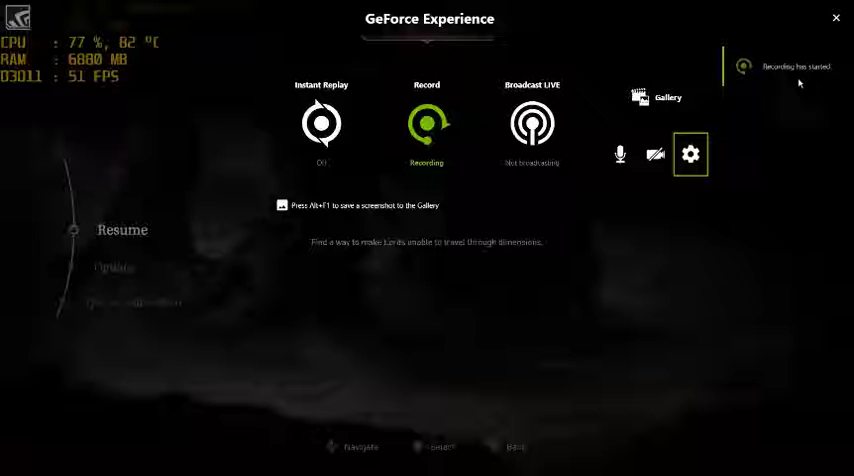 GeForce Experience
CPU : 77 %, 82 °C
RAM : 6880 MB
D3D11 : 51 FPS
Recording has started.
Instant Replay
Record
Broadcast LIVE
Gallery
Off
Recording
Not broadcasting
Press Alt+F1 to save a screenshot to the Gallery
Resume
Find a way to make Lords unable to travel through dimensions.
Options
Navigate
Select
Back